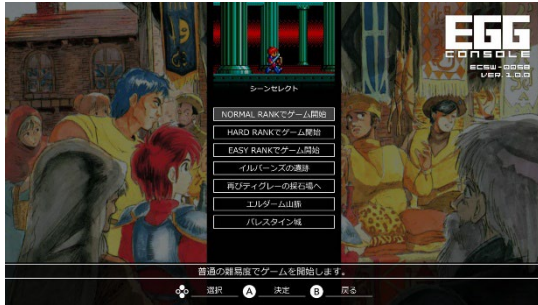 EGG
CONSOLE
ECSW-0058
VER. 1.0.0
シーンセレクト
NORMAL RANKでゲーム開始
HARD RANKでゲーム開始
EASY RANKでゲーム開始
イルバーンズの遺跡
再びティグレーの採石場へ
エルダーム山脈
バレスタイン城
普通の難易度でゲームを開始します。
選択 A 決定 B 戻る